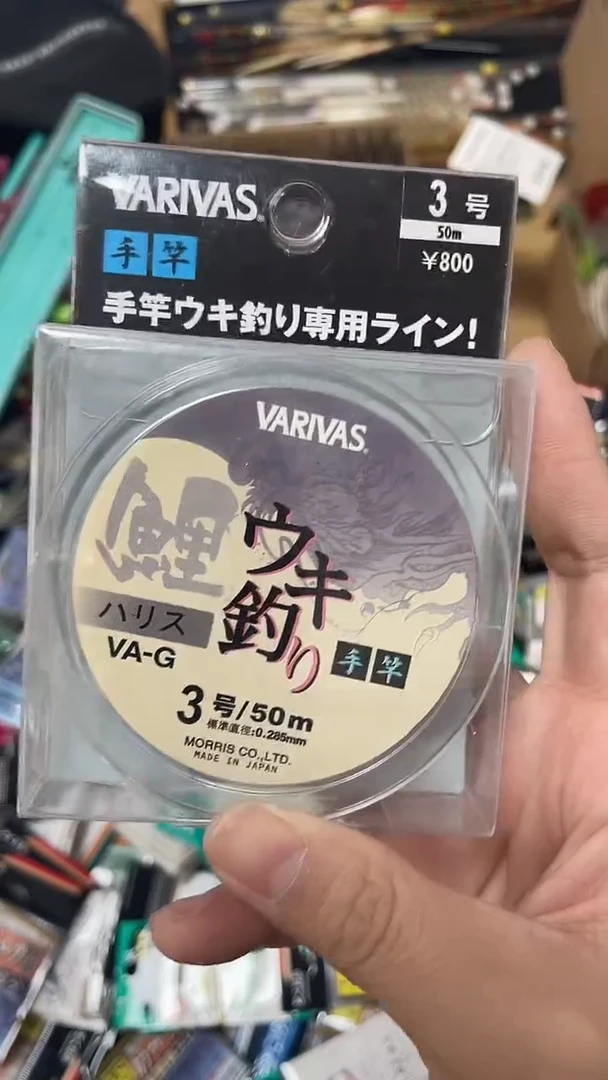 VARIVAS®
3号
50m
¥800
手竿
手竿ウキ釣り専用ライン!
VARIVAS®
鯉
ウキ釣り
ハリス
手竿
VA-G
3号/50m
標準直径:0.285mm
MORRIS CO.,LTD.
MADE IN JAPAN